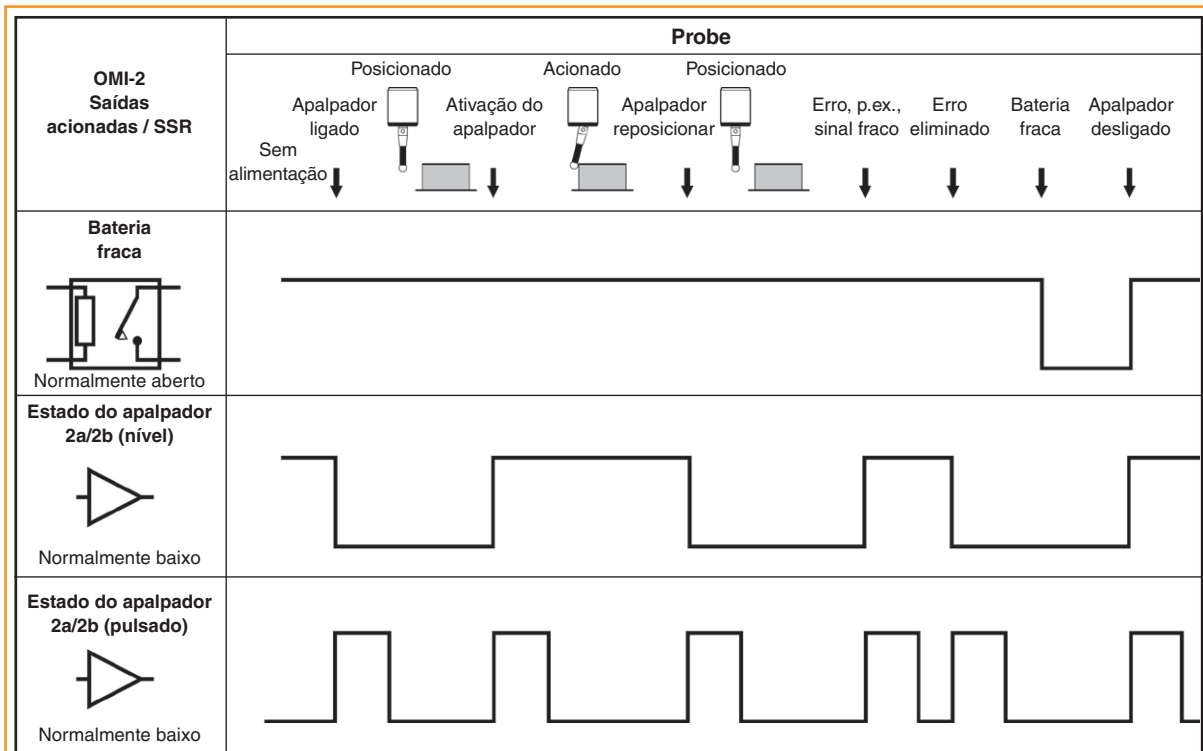 OMI-2
Saídas
acionadas / SSR
Probe
Posicionado
Acionado
Posicionado
Sem
alimentação
Apalpador
ligado
Ativação do
apalpador
Apalpador
reposicionar
Erro, p.ex.,
sinal fraco
Erro
eliminado
Bateria
fraca
Apalpador
desligado
Bateria
fraca
Normalmente aberto
Estado do apalpador
2a/2b (nível)
Normalmente baixo
Estado do apalpador
2a/2b (pulsado)
Normalmente baixo